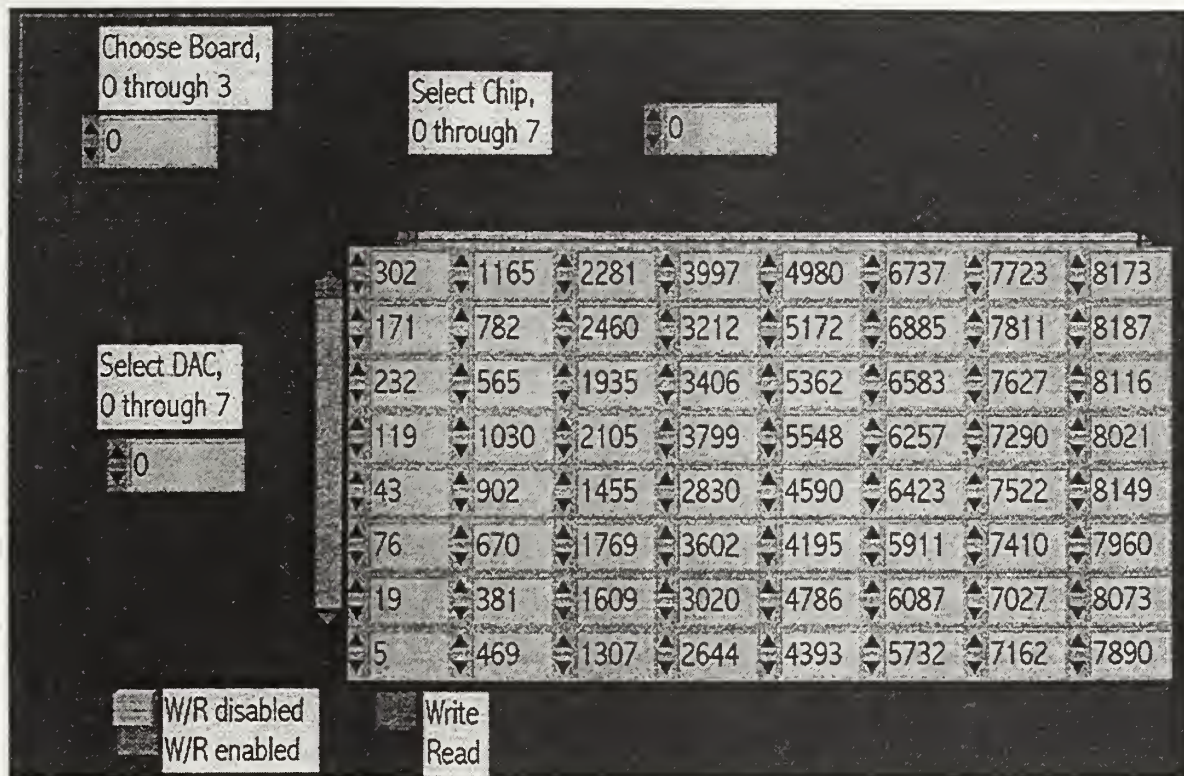 Choose Board,
0 through 3
0
Select Chip,
0 through 7
0
302 1165 2281 3997 4980 6737 7723 8173
171 782 2460 3212 5172 6885 7811 8187
Select DAC,
0 through 7
0
232 565 1935 3406 5362 6583 7627 8116
119 1030 2105 3799 5548 6257 7290 8021
43 902 1455 2830 4590 6423 7522 8149
76 670 1769 3602 4195 5911 7410 7960
19 381 1609 3020 4786 6087 7027 8073
5 469 1307 2644 4393 5732 7162 7890
W/R disabled
W/R enabled
Write
Read